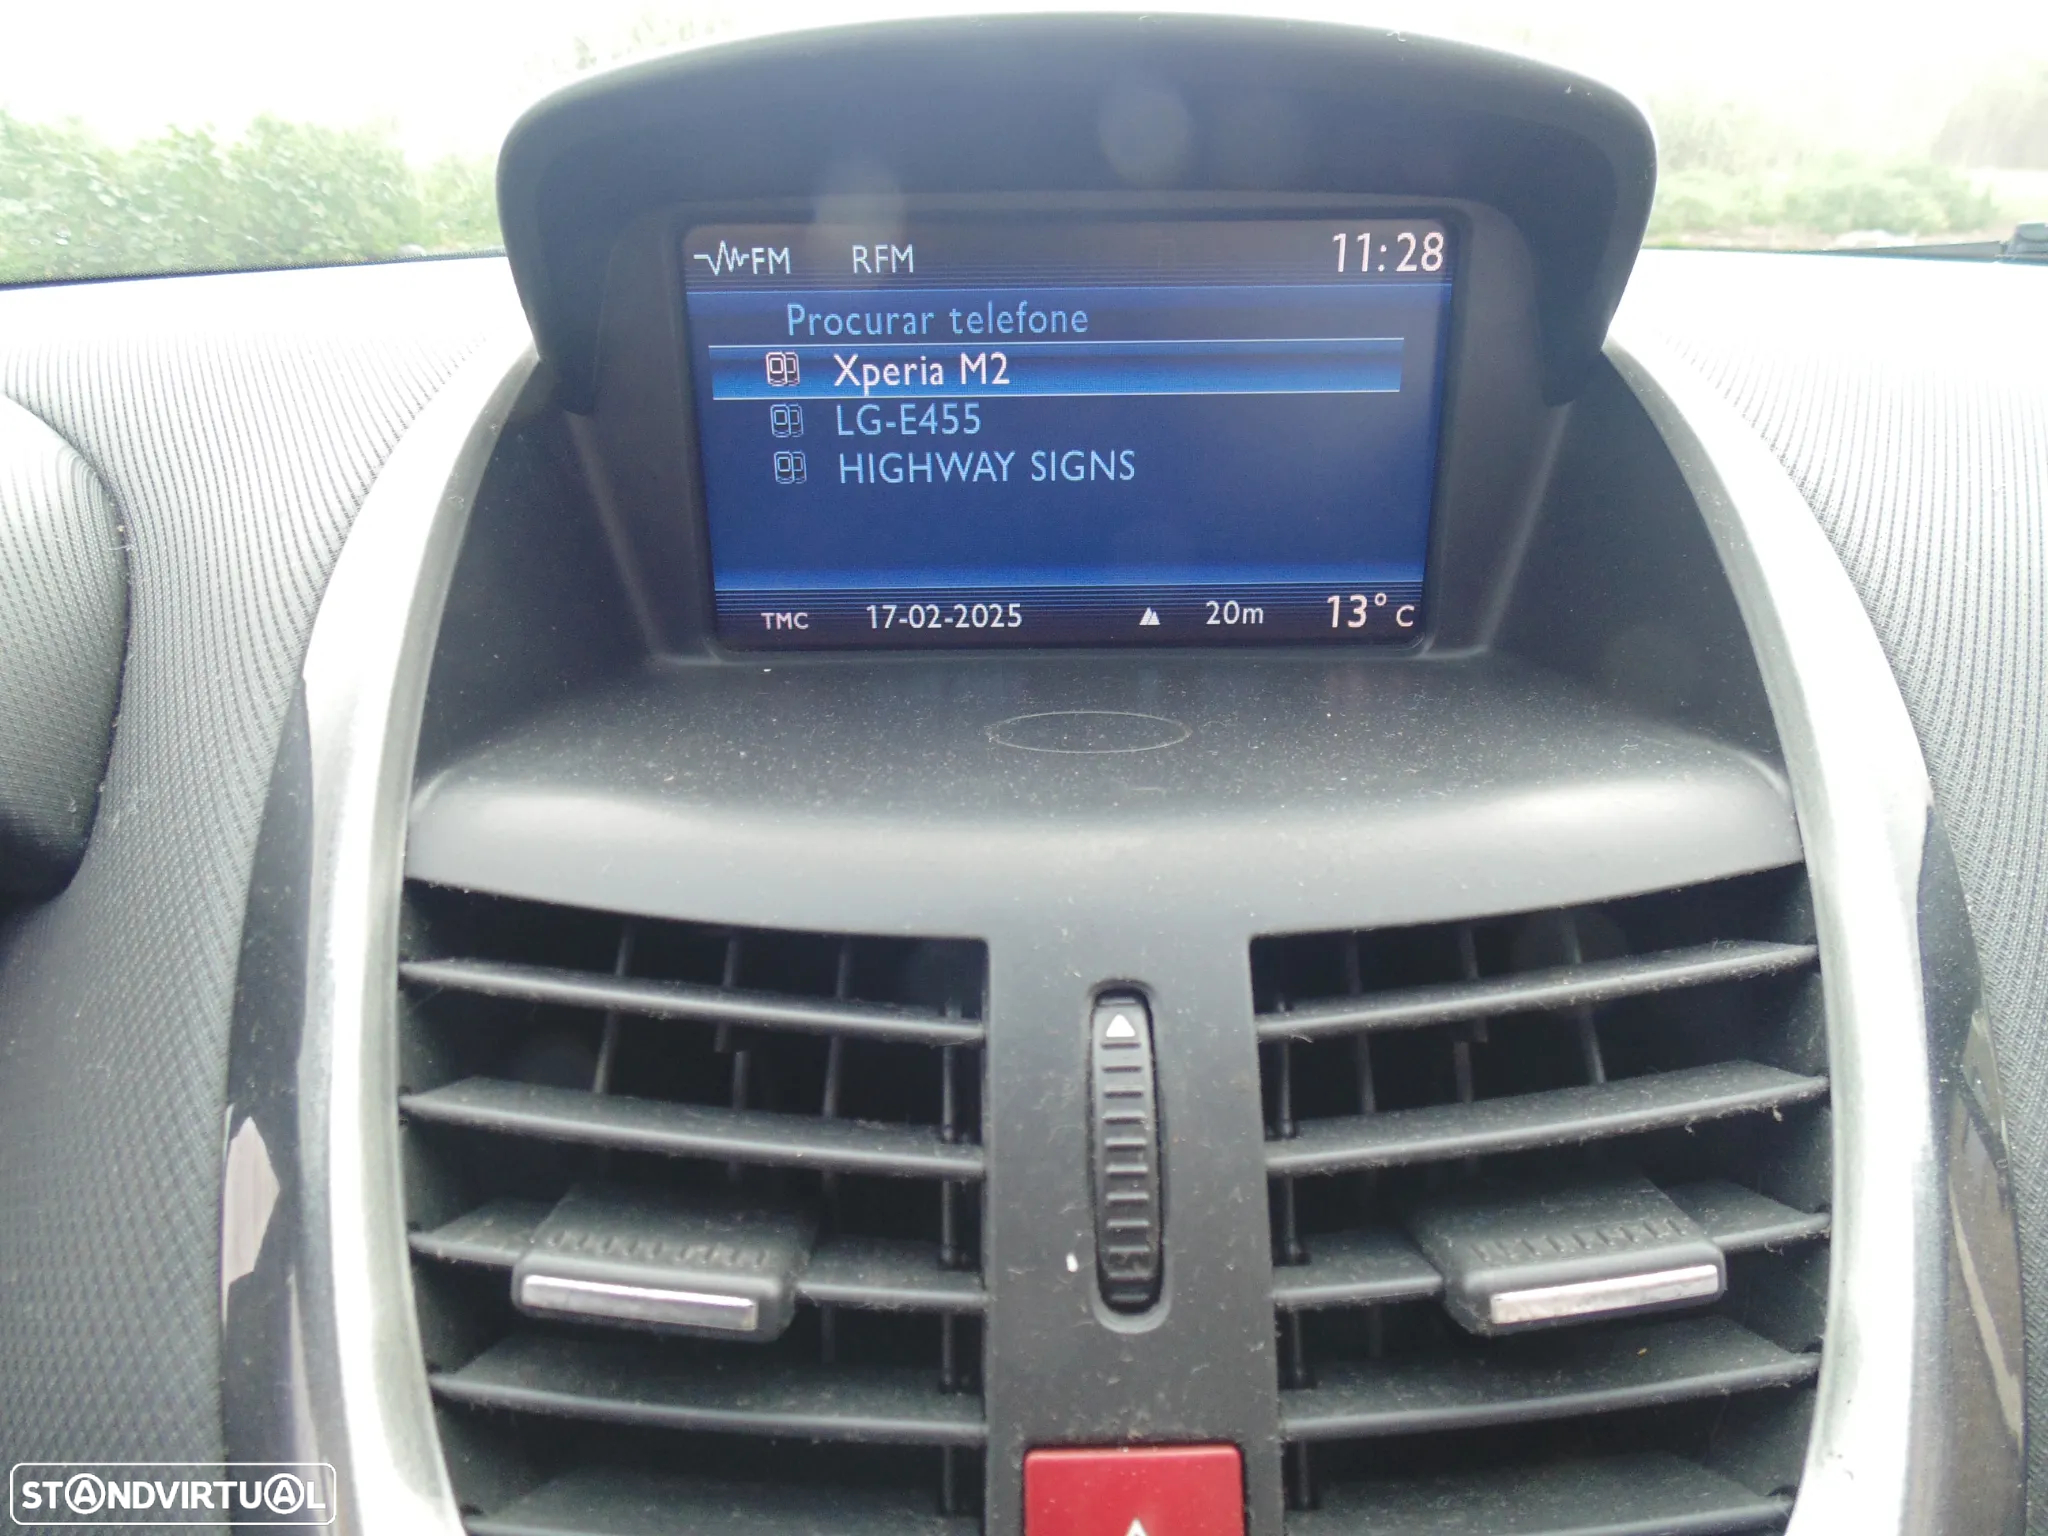 FM RFM 11:28
Procurar telefone
Xperia M2
LG-E455
HIGHWAY SIGNS
TMC 17-02-2025 20m 13°C
STANDVIRTUAL